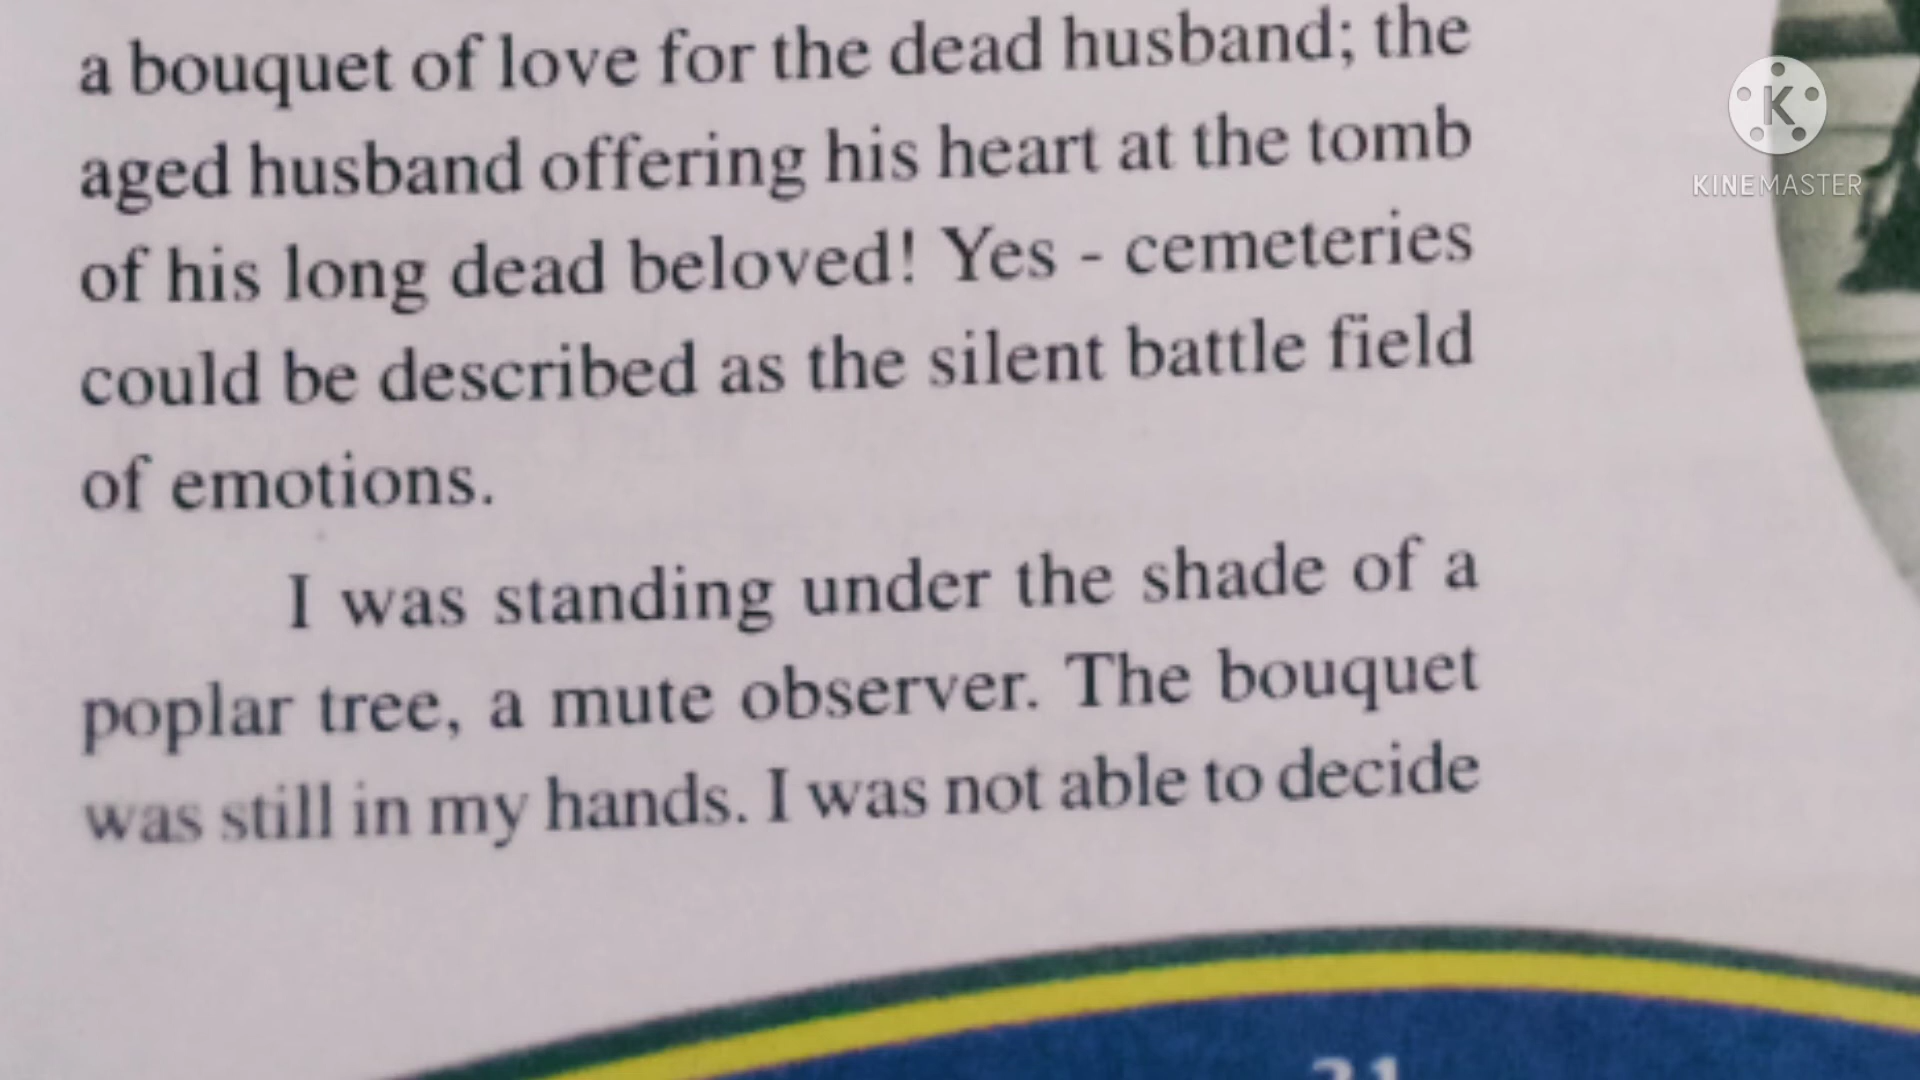 a bouquet of love for the dead husband; the
aged husband offering his heart at the tomb
of his long dead beloved! Yes - cemeteries
could be described as the silent battle field
of emotions.
I was standing under the shade of a
poplar tree, a mute observer. The bouquet
was still in my hands. I was not able to decide
K
KINEMASTER